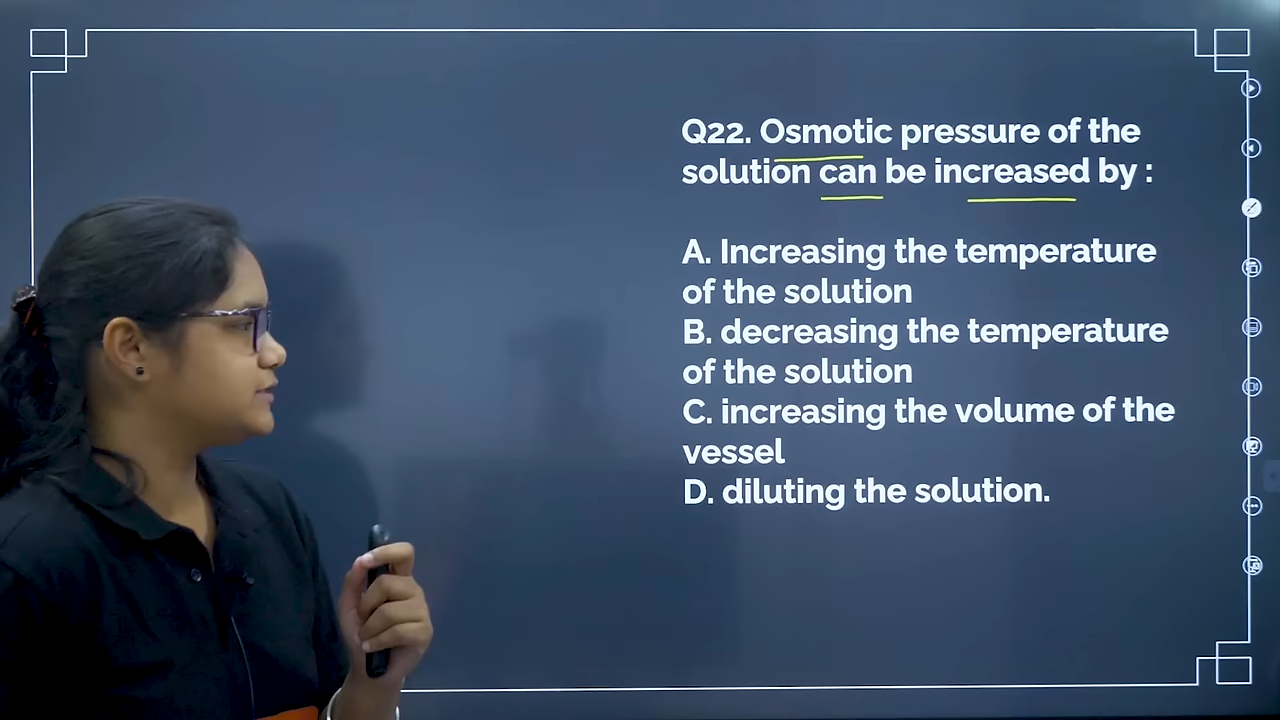 Q22. Osmotic pressure of the
solution can be increased by :
A. Increasing the temperature
of the solution
B. decreasing the temperature
of the solution
C. increasing the volume of the
vessel
D. diluting the solution.